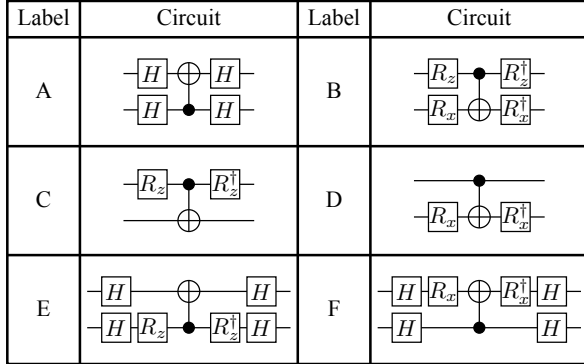 Label Circuit Label Circuit
A H H H H B R_z R_z^† R_x R_x^†
C R_z R_z^† D R_x R_x^†
E H H H R_z R_z^† H F H R_x R_x^† H H H